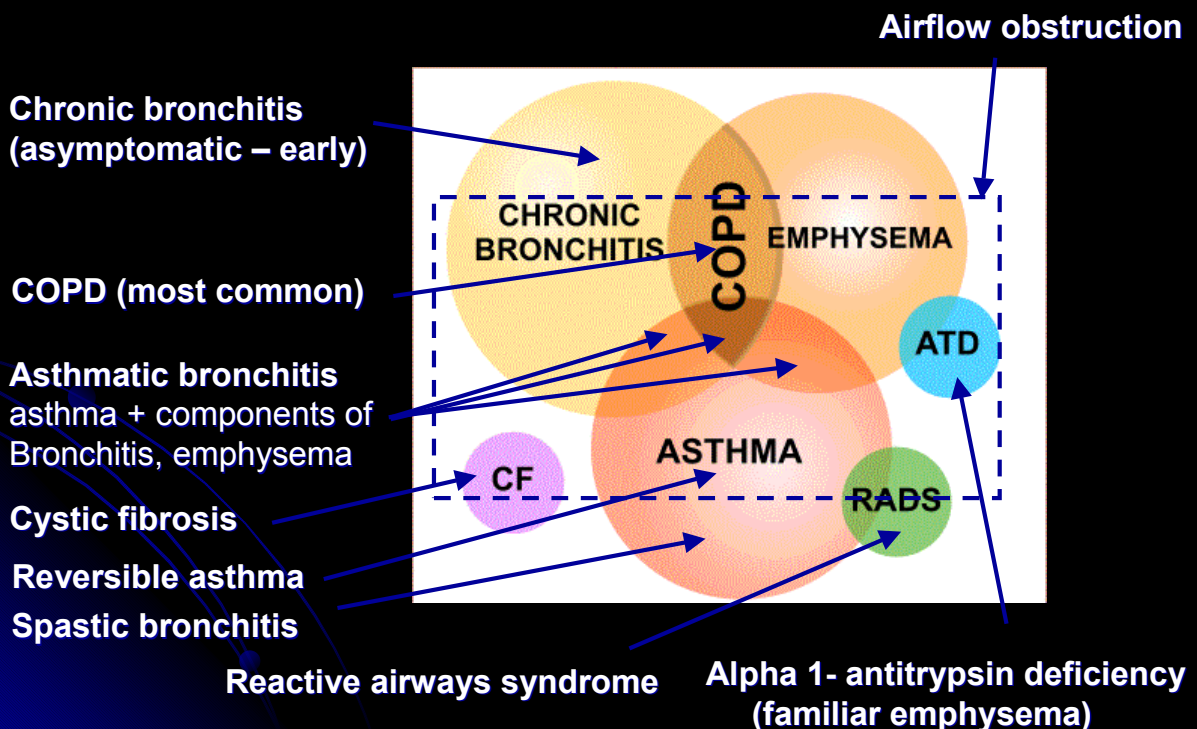 Airflow obstruction
Chronic bronchitis
(asymptomatic – early)
CHRONIC
BRONCHITIS
COPD
EMPHYSEMA
COPD (most common)
ATD
Asthmatic bronchitis
asthma + components of
Bronchitis, emphysema
ASTHMA
CF
RADS
Cystic fibrosis
Reversible asthma
Spastic bronchitis
Reactive airways syndrome
Alpha 1- antitrypsin deficiency
(familiar emphysema)